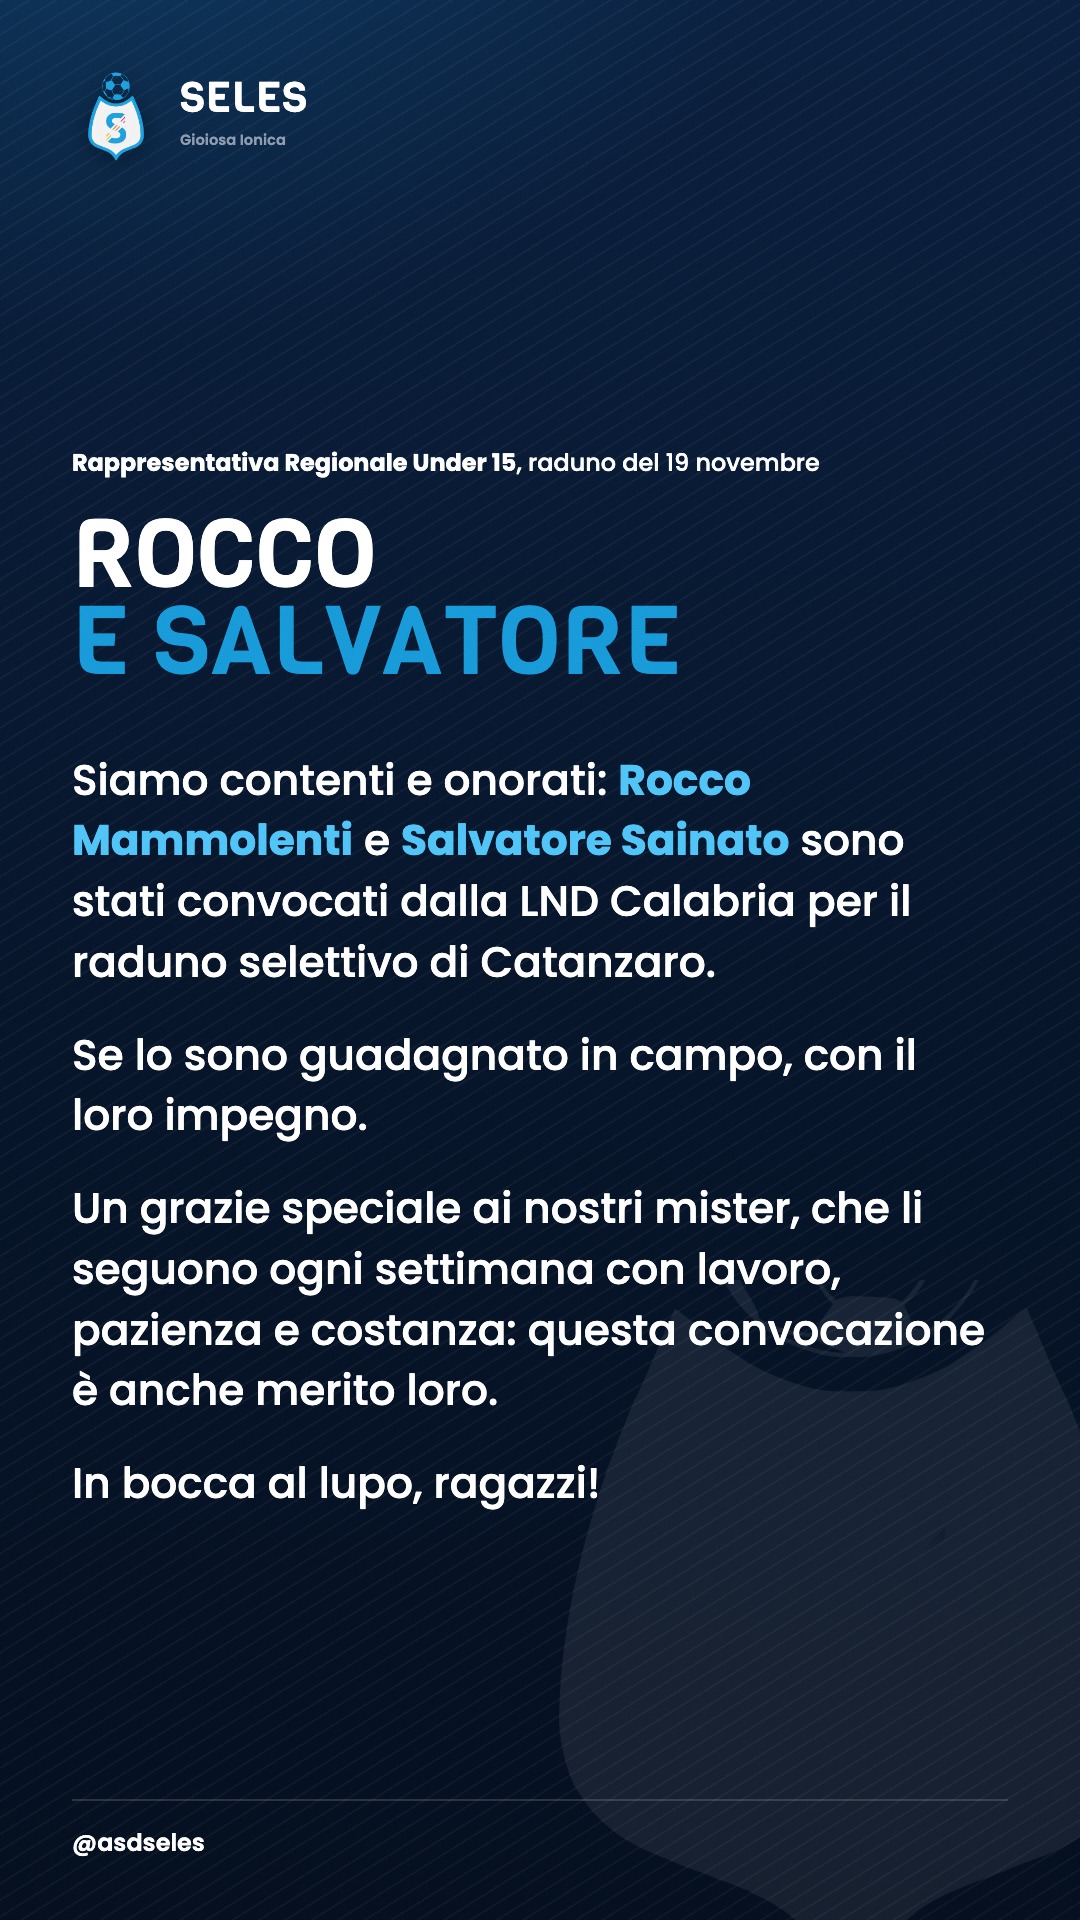 SELES
Gioiosa Ionica
Rappresentativa Regionale Under 15, raduno del 19 novembre
ROCCO
E SALVATORE
Siamo contenti e onorati: Rocco
Mammolenti e Salvatore Sainato sono
stati convocati dalla LND Calabria per il
raduno selettivo di Catanzaro.
Se lo sono guadagnato in campo, con il
loro impegno.
Un grazie speciale ai nostri mister, che li
seguono ogni settimana con lavoro,
pazienza e costanza: questa convocazione
è anche merito loro.
In bocca al lupo, ragazzi!
@asdseles